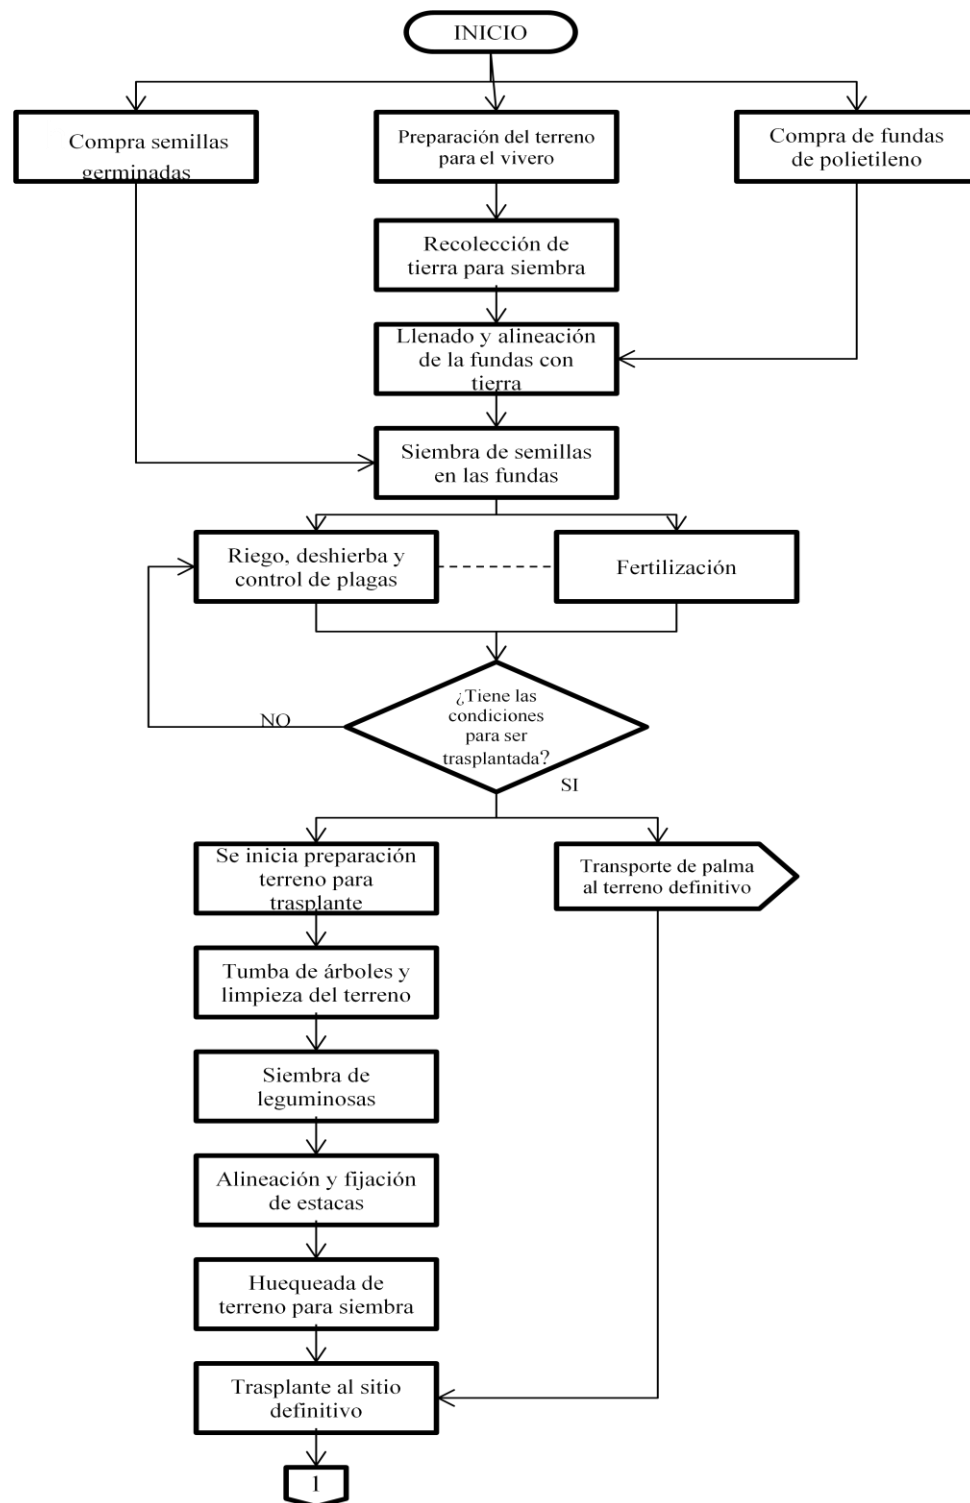 INICIO
Compra semillas
germinadas
Preparación del terreno
para el vivero
Compra de fundas
de polietileno
Recolección de
tierra para siembra
Llenado y alineación
de la fundas con
tierra
Siembra de semillas
en las fundas
Riego, deshierba y
control de plagas
Fertilización
¿Tiene las
condiciones
para ser
trasplantada?
NO
SI
Se inicia preparación
terreno para
trasplante
Transporte de palma
al terreno definitivo
Tumba de árboles y
limpieza del terreno
Siembra de
leguminosas
Alineación y fijación
de estacas
Huequeada de
terreno para siembra
Trasplante al sitio
definitivo
1